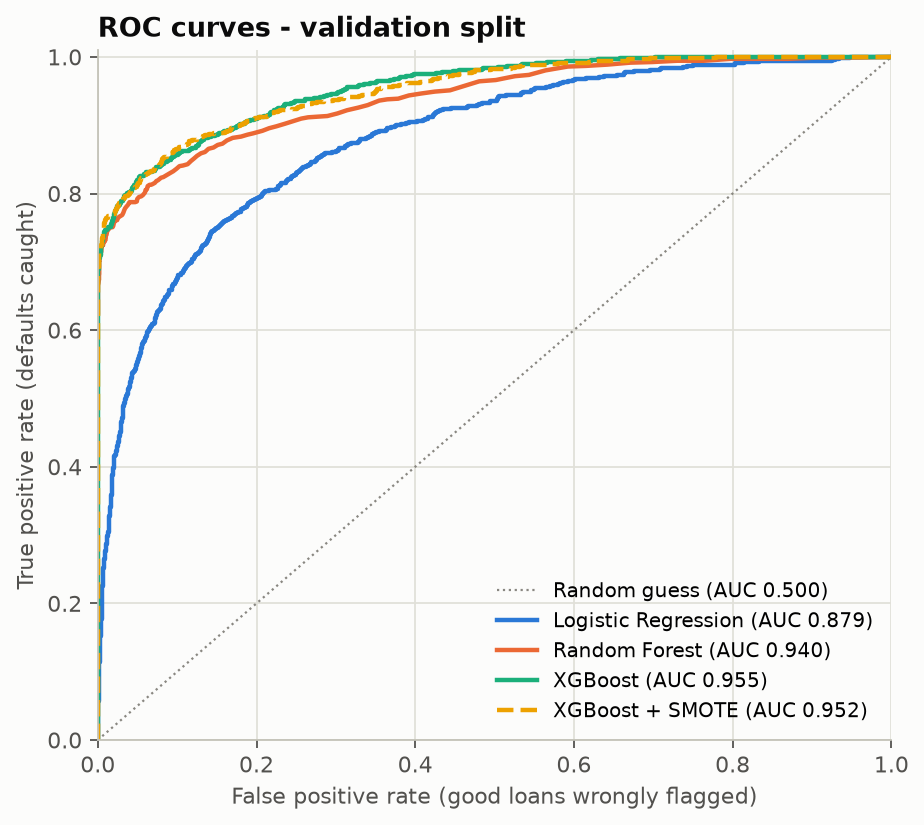 ROC curves - validation split
True positive rate (defaults caught)
1.0
0.8
0.6
0.4
0.2
0.0
Random guess (AUC 0.500)
Logistic Regression (AUC 0.879)
Random Forest (AUC 0.940)
XGBoost (AUC 0.955)
XGBoost + SMOTE (AUC 0.952)
0.0 0.2 0.4 0.6 0.8 1.0
False positive rate (good loans wrongly flagged)